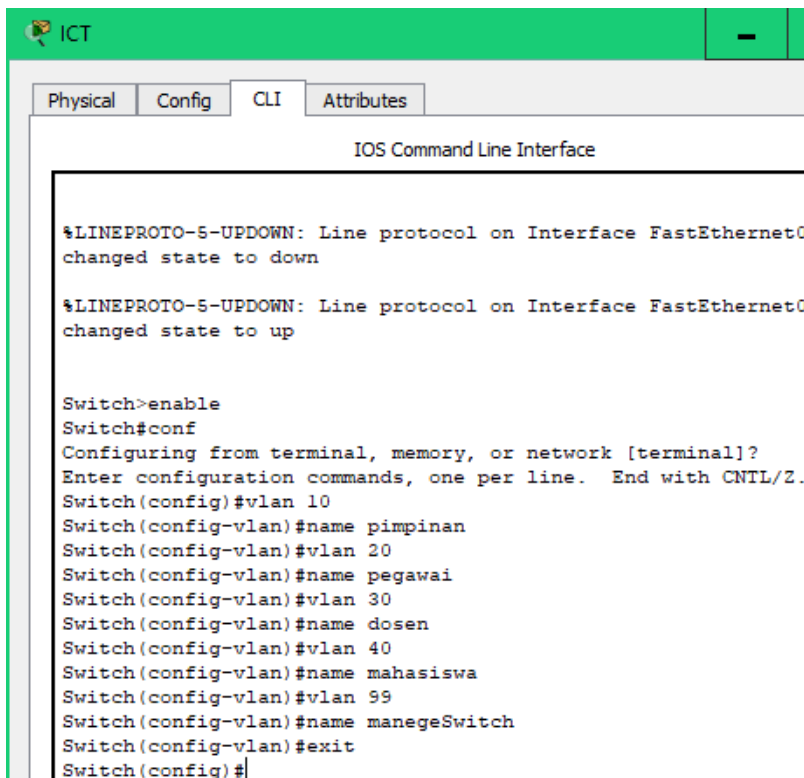 ICT
Physical Config CLI Attributes
IOS Command Line Interface
%LINEPROTO-5-UPDOWN: Line protocol on Interface FastEthernet0
changed state to down
%LINEPROTO-5-UPDOWN: Line protocol on Interface FastEthernet0
changed state to up
Switch>enable
Switch#conf
Configuring from terminal, memory, or network [terminal]?
Enter configuration commands, one per line.  End with CNTL/Z.
Switch(config)#vlan 10
Switch(config-vlan)#name pimpinan
Switch(config-vlan)#vlan 20
Switch(config-vlan)#name pegawai
Switch(config-vlan)#vlan 30
Switch(config-vlan)#name dosen
Switch(config-vlan)#vlan 40
Switch(config-vlan)#name mahasiswa
Switch(config-vlan)#vlan 99
Switch(config-vlan)#name manegeSwitch
Switch(config-vlan)#exit
Switch(config)#